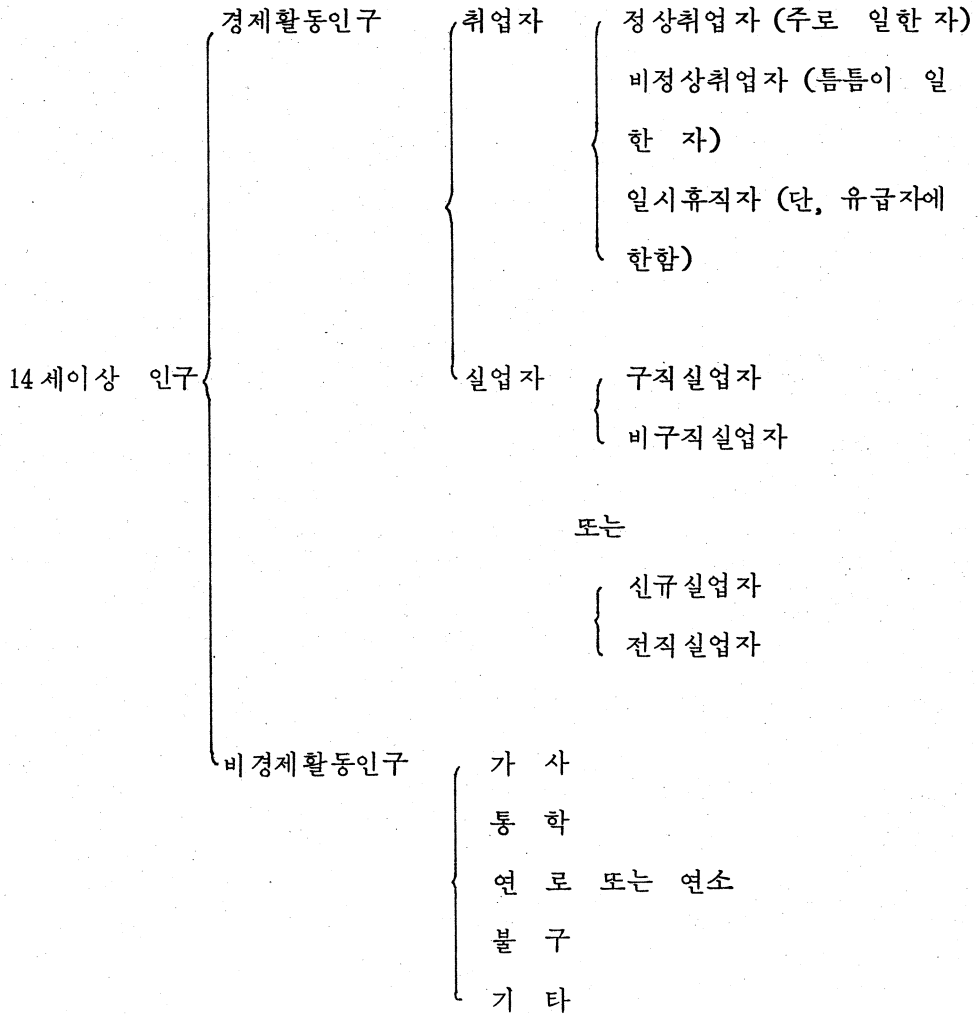 경제활동인구 취업자 정상취업자 (주로 일한 자)
비정상취업자 (틈틈이 일
한 자)
일시휴직자 (단, 유급자에
한함)
14세이상 인구 실업자 구직실업자
비구직실업자
또는
신규실업자
전직실업자
비경제활동인구 가 사
통 학
연 로 또는 연소
불 구
기 타